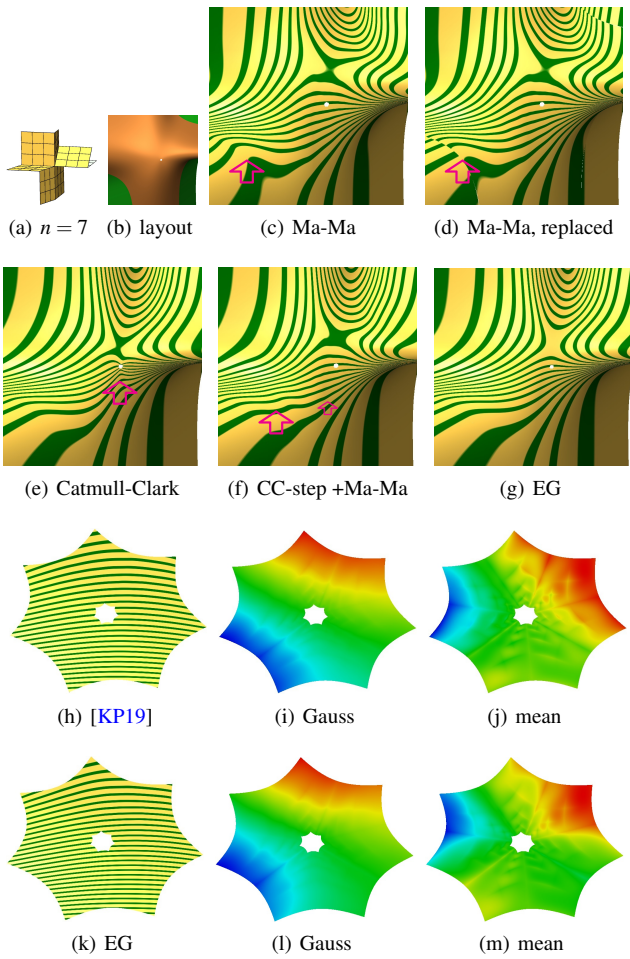 (a) n = 7 (b) layout (c) Ma-Ma (d) Ma-Ma, replaced
(e) Catmull-Clark (f) CC-step +Ma-Ma (g) EG
(h) [KP19] (i) Gauss (j) mean
(k) EG (l) Gauss (m) mean